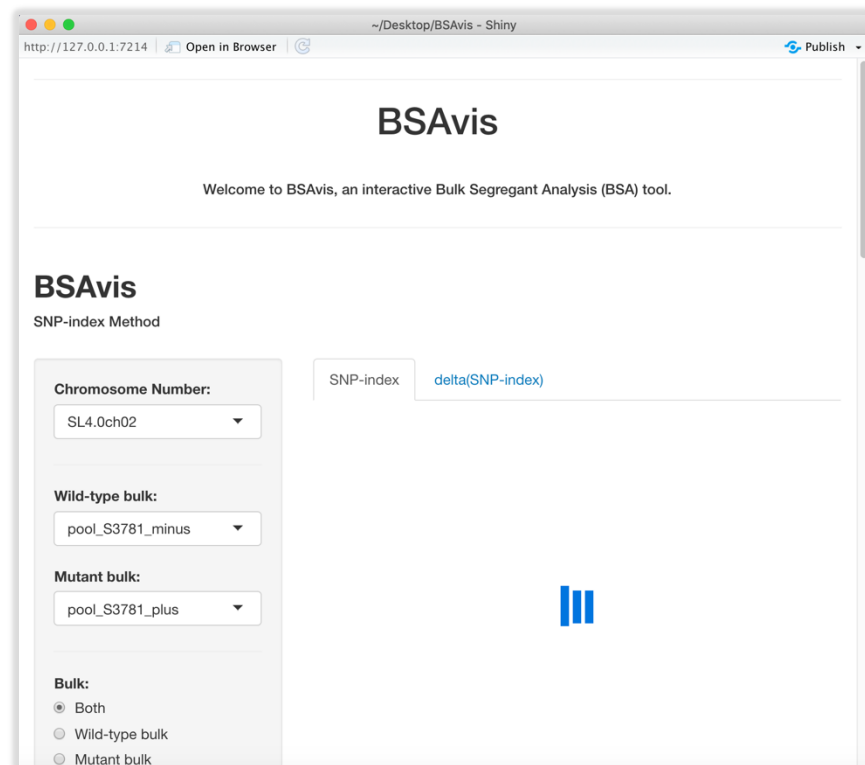 ~/Desktop/BSAvis - Shiny
http://127.0.0.1:7214 Open in Browser Publish
BSAvis
Welcome to BSAvis, an interactive Bulk Segregant Analysis (BSA) tool.
BSAvis
SNP-index Method
Chromosome Number:
SL4.0ch02
Wild-type bulk:
pool_S3781_minus
Mutant bulk:
pool_S3781_plus
Bulk:
Both
Wild-type bulk
Mutant bulk
SNP-index delta(SNP-index)